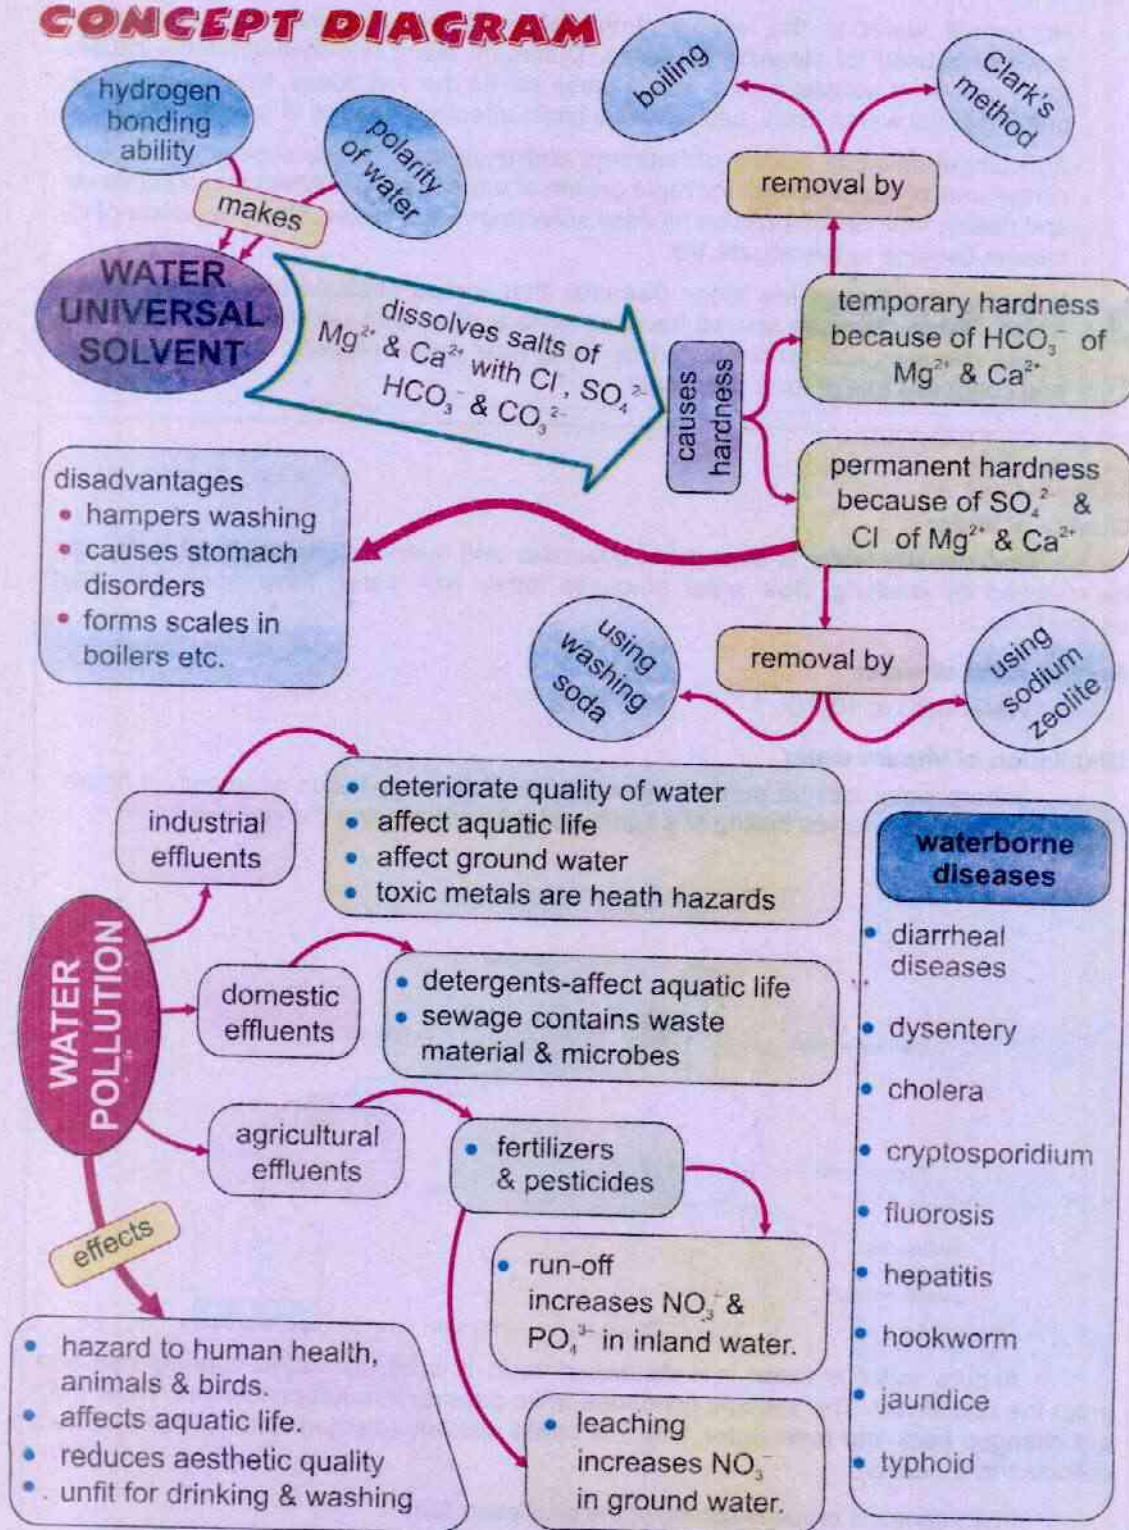 CONCEPT DIAGRAM
hydrogen
bonding
ability
polarity
of water
makes
WATER
UNIVERSAL
SOLVENT
dissolves salts of
Mg²⁺ & Ca²⁺ with Cl⁻, SO₄²⁻
HCO₃⁻ & CO₃²⁻
causes
hardness
boiling
Clark's
method
removal by
temporary hardness
because of HCO₃⁻ of
Mg²⁺ & Ca²⁺
permanent hardness
because of SO₄²⁻ &
Cl of Mg²⁺ & Ca²⁺
disadvantages
• hampers washing
• causes stomach
disorders
• forms scales in
boilers etc.
using
washing
soda
removal by
using
sodium
zeolite
WATER
POLLUTION
industrial
effluents
• deteriorate quality of water
• affect aquatic life
• affect ground water
• toxic metals are heath hazards
domestic
effluents
• detergents-affect aquatic life
• sewage contains waste
material & microbes
agricultural
effluents
• fertilizers
& pesticides
• run-off
increases NO₃⁻ &
PO₄³⁻ in inland water.
• leaching
increases NO₃⁻
in ground water.
effects
• hazard to human health,
animals & birds.
• affects aquatic life.
• reduces aesthetic quality
• unfit for drinking & washing
waterborne
diseases
• diarrheal
diseases
• dysentery
• cholera
• cryptosporidium
• fluorosis
• hepatitis
• hookworm
• jaundice
• typhoid